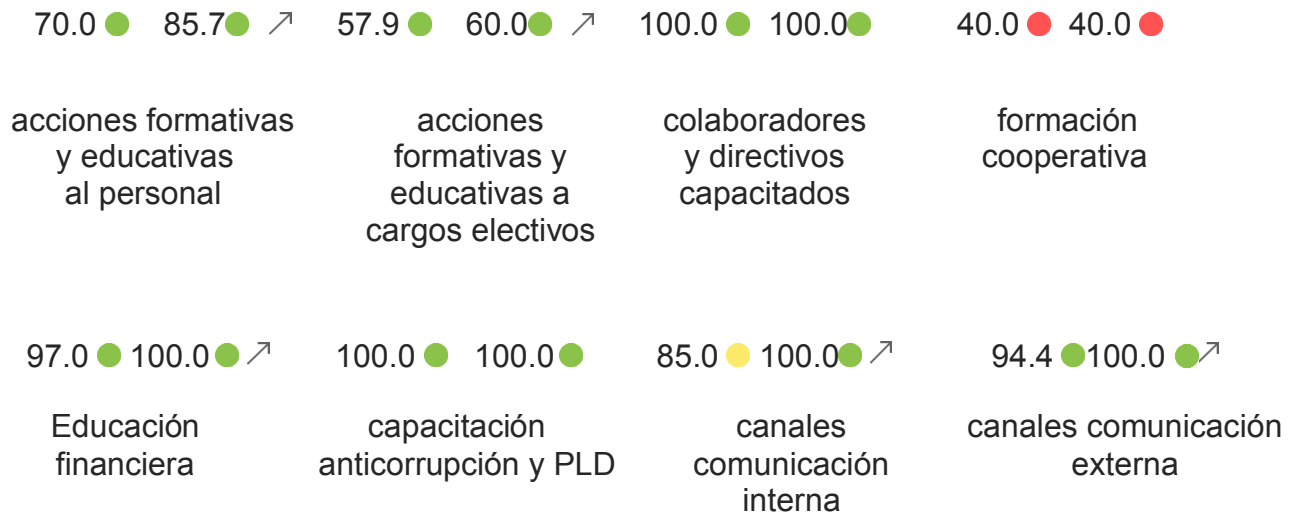 70.0 85.7 57.9 60.0 100.0 100.0 40.0 40.0
acciones formativas
y educativas
al personal
acciones
formativas y
educativas a
cargos electivos
colaboradores
y directivos
capacitados
formación
cooperativa
97.0 100.0 100.0 100.0 85.0 100.0 94.4 100.0
Educación
financiera
capacitación
anticorrupción y PLD
canales
comunicación
interna
canales comunicación
externa